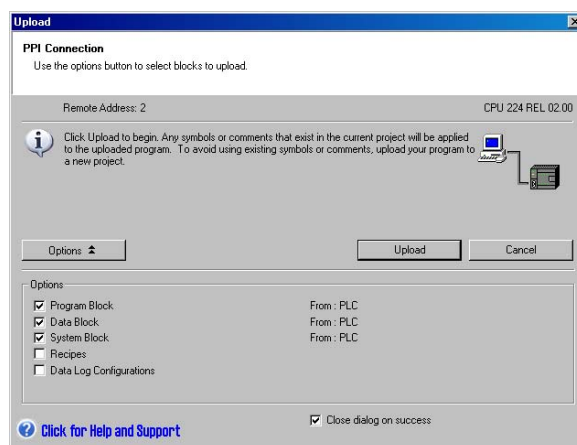 Upload
PPI Connection
Use the options button to select blocks to upload.
Remote Address: 2
CPU 224 REL 02.00
Click Upload to begin. Any symbols or comments that exist in the current project will be applied
to the uploaded program. To avoid using existing symbols or comments, upload your program to
a new project.
Options
Upload
Cancel
Options
Program Block
From : PLC
Data Block
From : PLC
System Block
From : PLC
Recipes
Data Log Configurations
Click for Help and Support
Close dialog on success